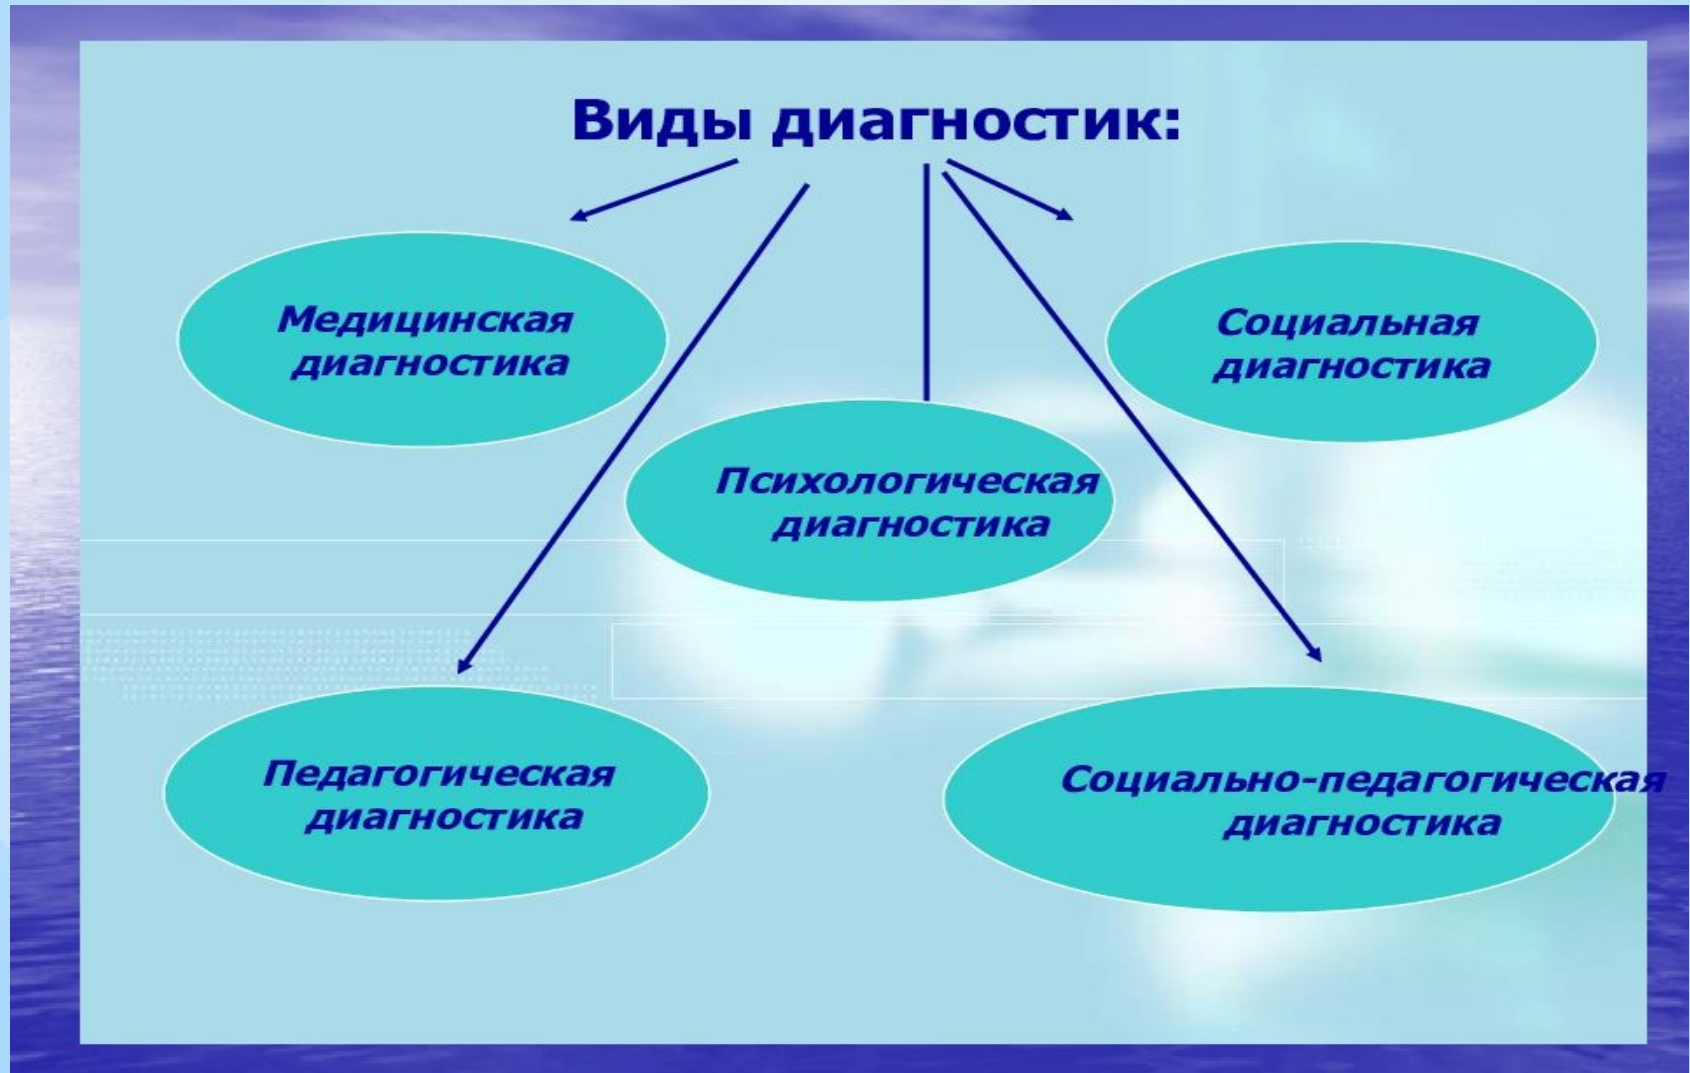 Виды диагностик:
Медицинская
диагностика
Социальная
диагностика
Психологическая
диагностика
Педагогическая
диагностика
Социально-педагогическая
диагностика